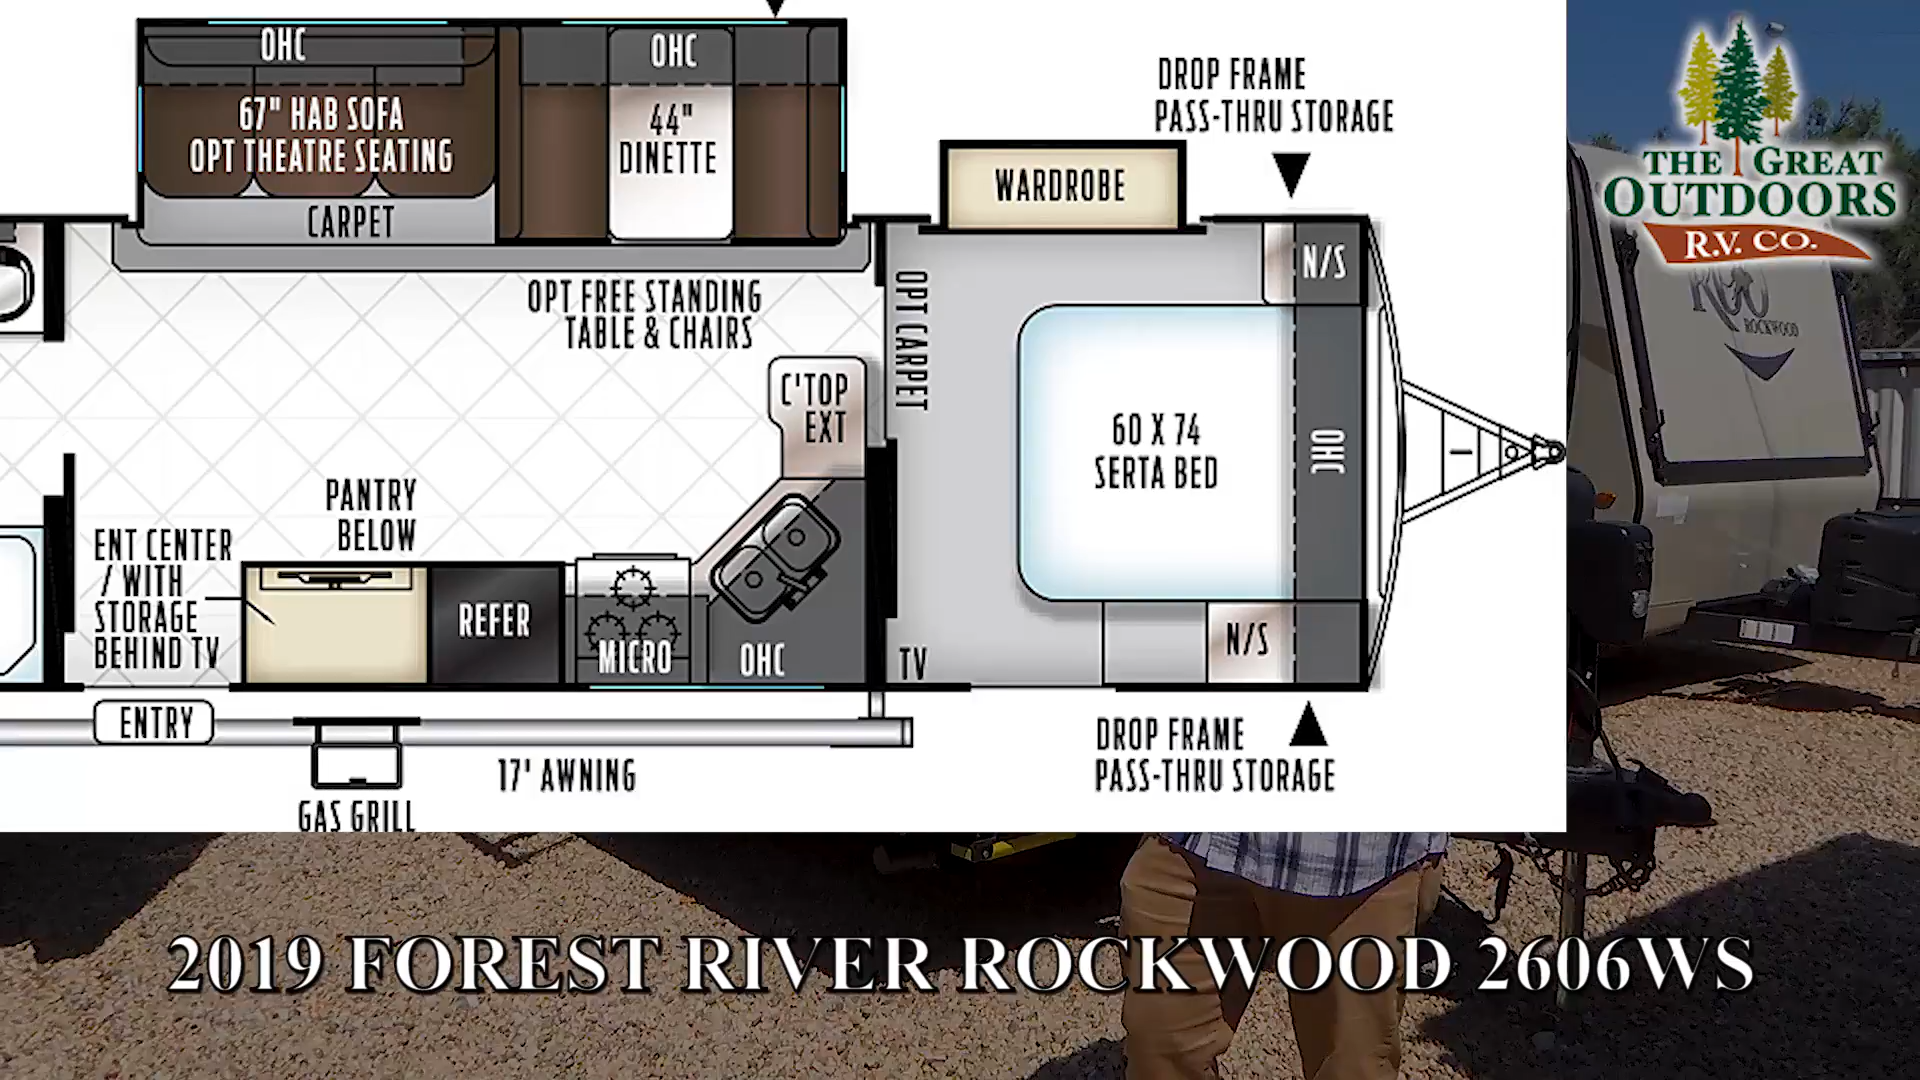 OHC
67" HAB SOFA
OPT THEATRE SEATING
CARPET
OHC
44"
DINETTE
DROP FRAME
PASS-THRU STORAGE
WARDROBE
N/S
THE GREAT
OUTDOORS
R.V. CO.
ROO
ROCKWOOD
OPT FREE STANDING
TABLE & CHAIRS
OPT CARPET
C'TOP
EXT
60 X 74
SERTA BED
OHC
PANTRY
BELOW
ENT CENTER
/ WITH
STORAGE
BEHIND TV
REFER
MICRO
OHC
TV
N/S
ENTRY
17' AWNING
GAS GRILL
DROP FRAME
PASS-THRU STORAGE
2019 FOREST RIVER ROCKWOOD 2606WS